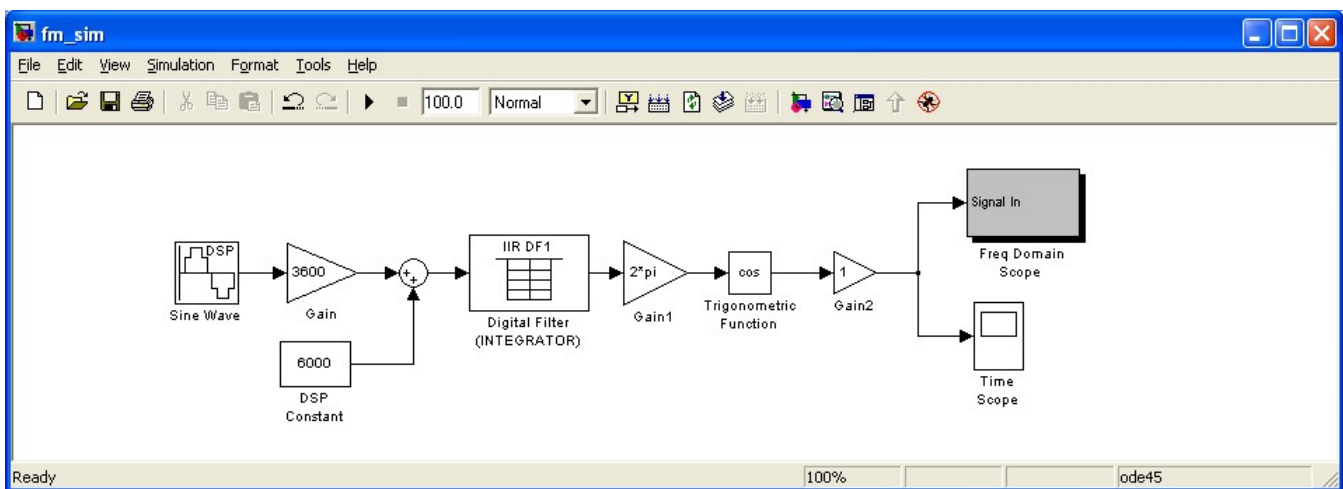 fm_sim
File Edit View Simulation Format Tools Help
100.0 Normal
DSP
Sine Wave
3600
Gain
+
+
6000
DSP
Constant
IIR DF1
Digital Filter
(INTEGRATOR)
2*pi
Gain1
cos
Trigonometric
Function
1
Gain2
Signal In
Freq Domain
Scope
Time
Scope
Ready 100% ode45